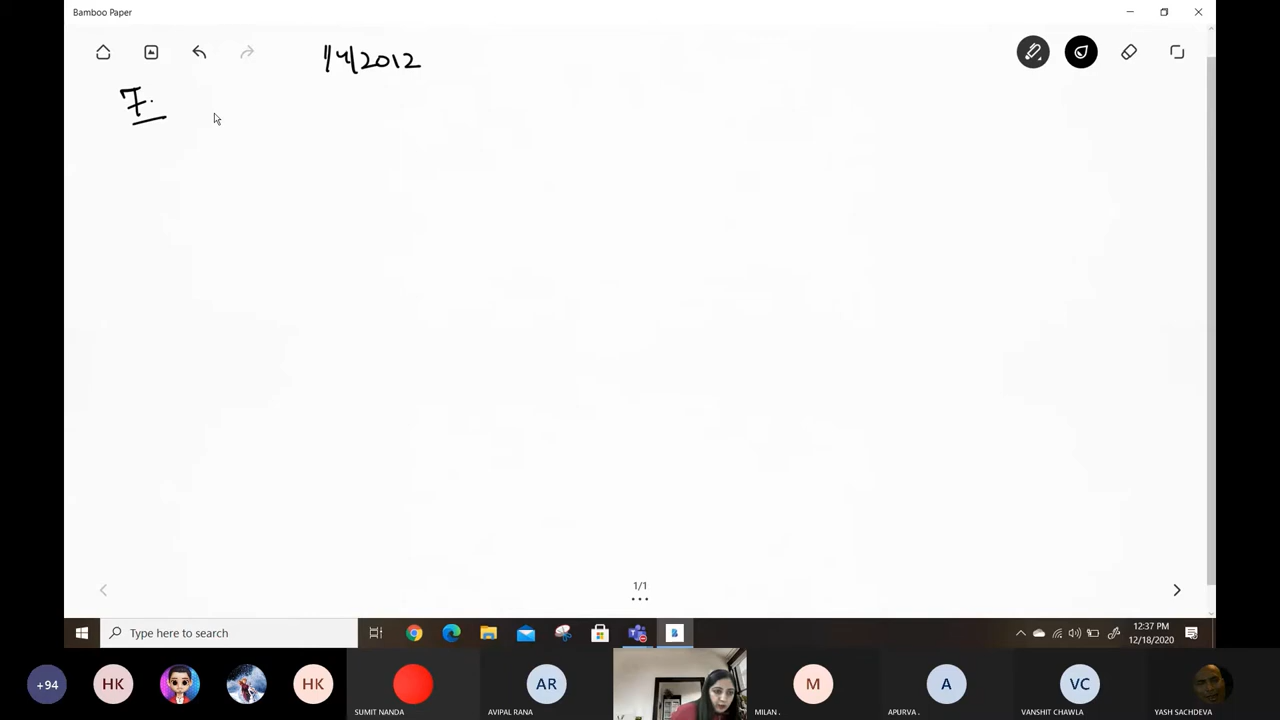 Bamboo Paper
1/4/2012
7.
1/1
Type here to search
12:37 PM
12/18/2020
+94
HK
HK
AR
M
A
VC
SUMIT NANDA
AVIPAL RANA
MILAN .
APURVA .
VANSHIT CHAWLA
YASH SACHDEVA